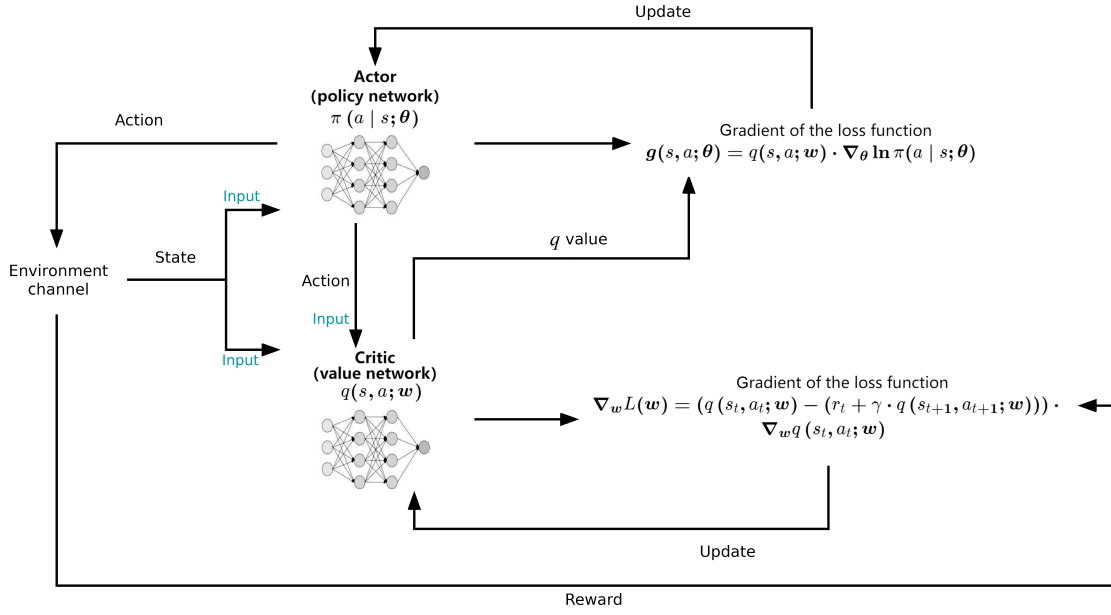 Update
Actor
(policy network)
π (a | s; θ)
Action
Gradient of the loss function
g(s, a; θ) = q(s, a; w) · ∇θ ln π(a | s; θ)
Input
q value
State
Environment
channel
Action
Input
Input
Critic
(value network)
q(s, a; w)
Gradient of the loss function
∇w L(w) = (q (st, at; w) − (rt + γ · q (st+1, at+1; w))) ·
∇w q (st, at; w)
Update
Reward